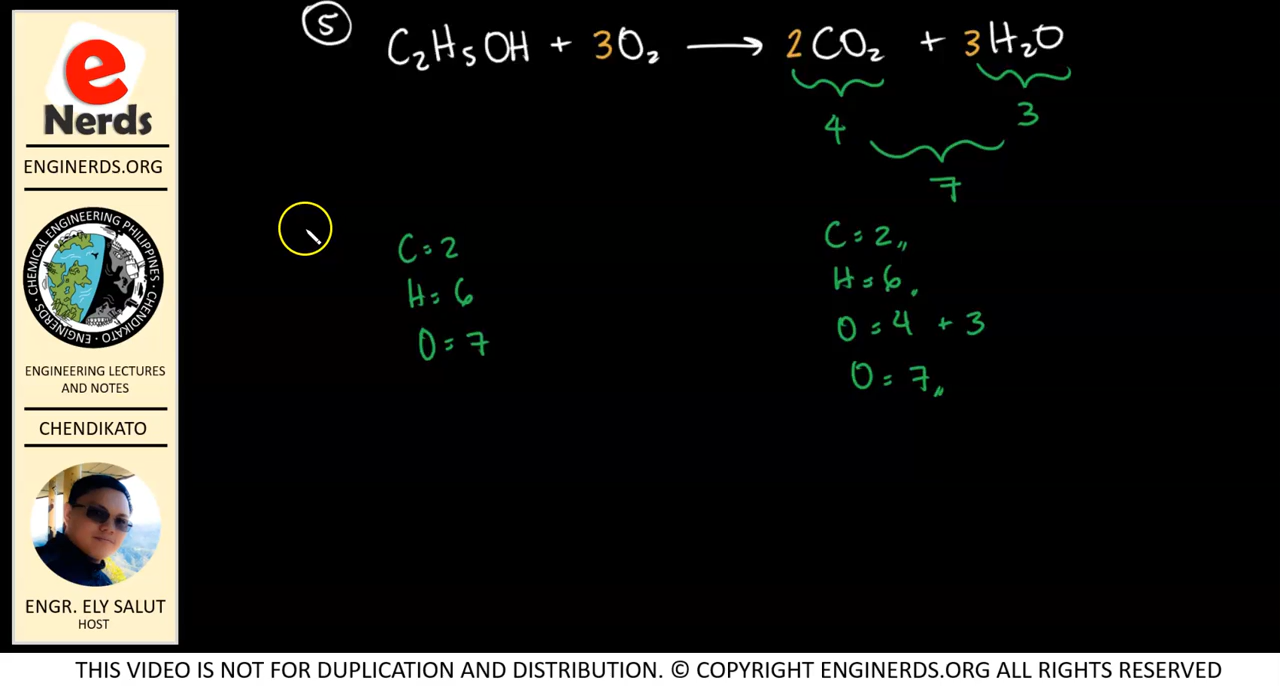 5
C₂H₅OH + 3O₂ → 2CO₂ + 3H₂O
4
3
7
C = 2
H = 6
O = 7
C = 2,,
H = 6.
O = 4 + 3
O = 7,,
e
Nerds
ENGINERDS.ORG
CHEMICAL ENGINEERING PHILIPPINES · CHENDIKATO · ENGINERDS ·
ENGINEERING LECTURES
AND NOTES
CHENDIKATO
ENGR. ELY SALUT
HOST
THIS VIDEO IS NOT FOR DUPLICATION AND DISTRIBUTION. © COPYRIGHT ENGINERDS.ORG ALL RIGHTS RESERVED